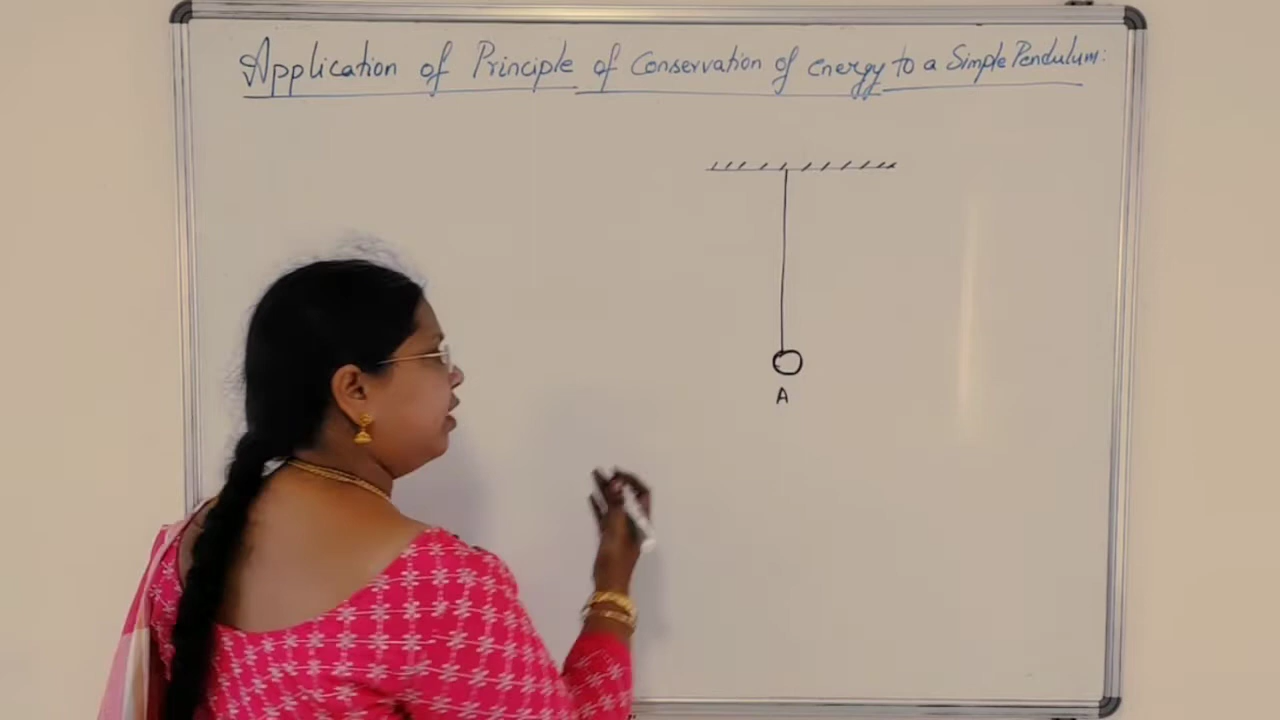 Application of Principle of Conservation of energy to a Simple Pendulum:
A